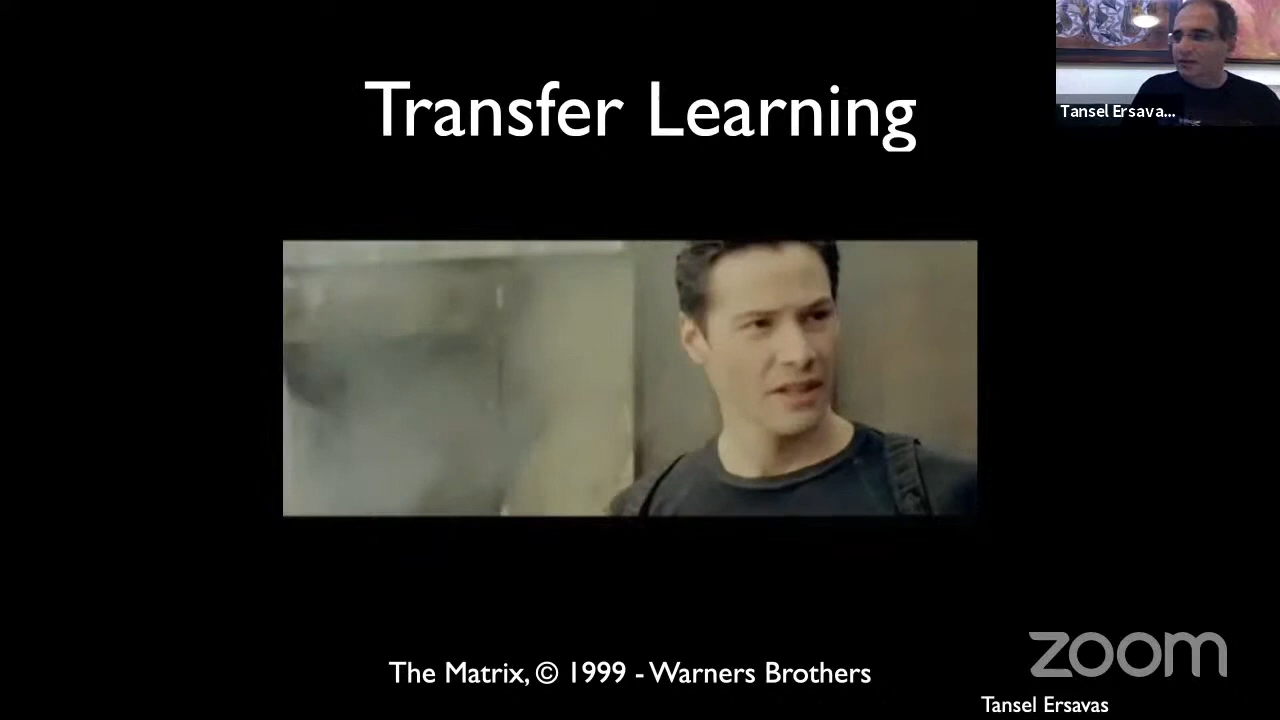 Transfer Learning
Tansel Ersava...
The Matrix, © 1999 - Warners Brothers
zoom
Tansel Ersavas